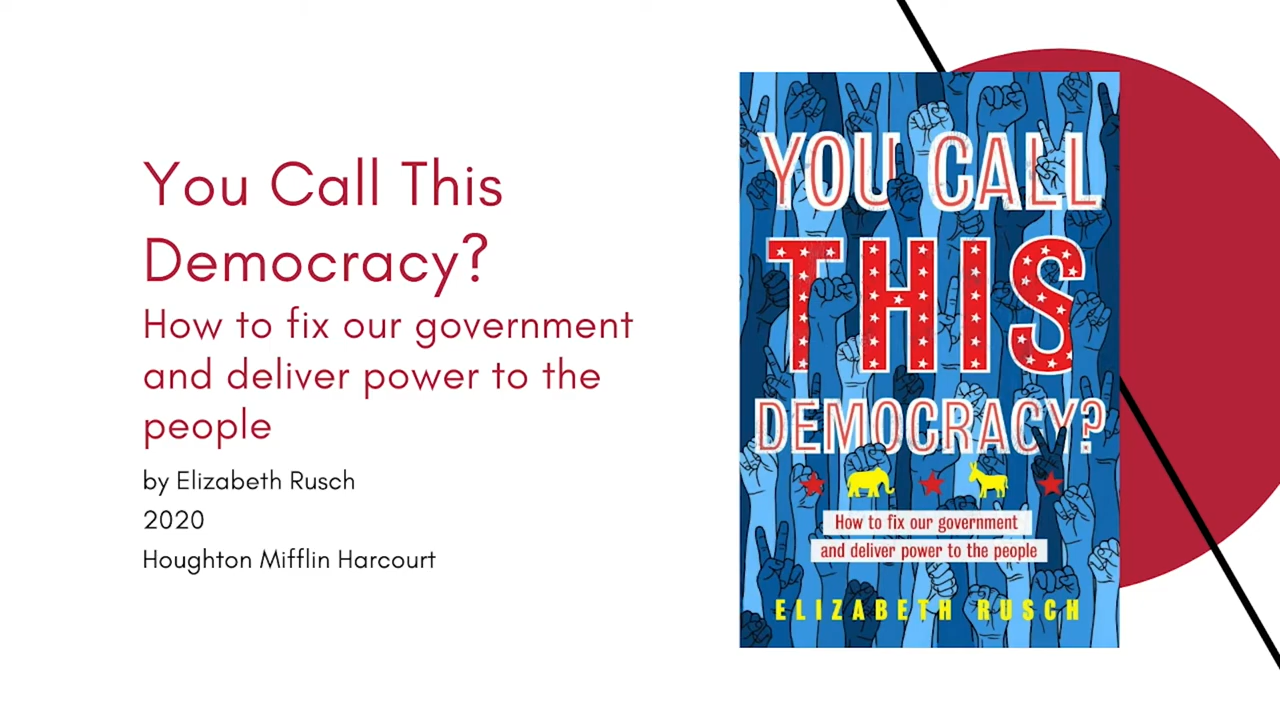 You Call This
Democracy?
How to fix our government
and deliver power to the
people
by Elizabeth Rusch
2020
Houghton Mifflin Harcourt
YOU CALL
THIS
DEMOCRACY?
How to fix our government
and deliver power to the people
ELIZABETH RUSCH